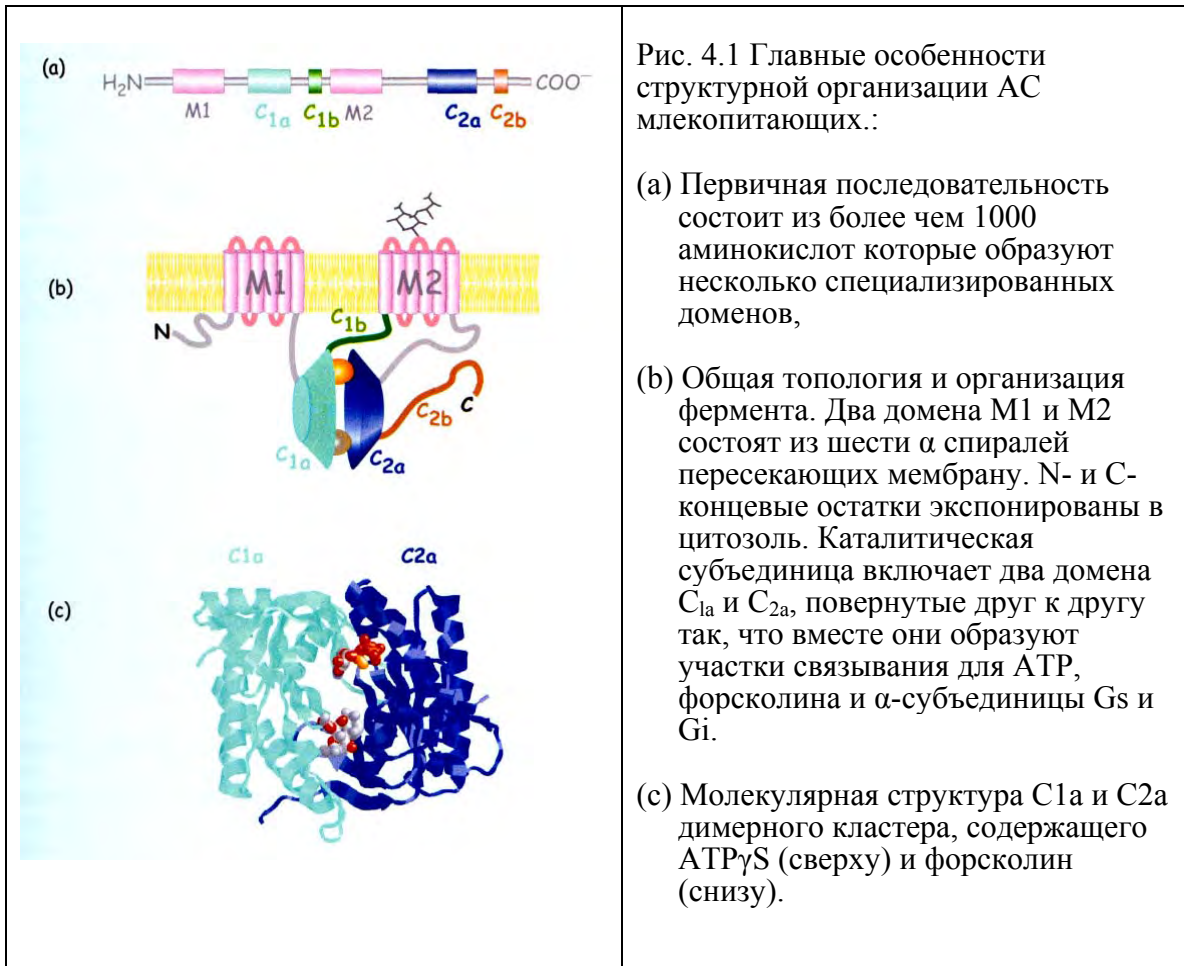 (a)
H₂N COO⁻
M1 C1a C1b M2 C2a C2b
(b)
M1 M2
N C1b
C
C2b
C1a C2a
C1a C2a
(c)
Рис. 4.1 Главные особенности
структурной организации АС
млекопитающих.:
(a) Первичная последовательность
состоит из более чем 1000
аминокислот которые образуют
несколько специализированных
доменов,
(b) Общая топология и организация
фермента. Два домена М1 и М2
состоят из шести α спиралей
пересекающих мембрану. N- и С-
концевые остатки экспонированы в
цитозоль. Каталитическая
субъединица включает два домена
Cla и C2a, повернутые друг к другу
так, что вместе они образуют
участки связывания для АТР,
форсколина и α-субъединицы Gs и
Gi.
(c) Молекулярная структура C1a и C2a
димерного кластера, содержащего
ATPγS (сверху) и форсколин
(снизу).